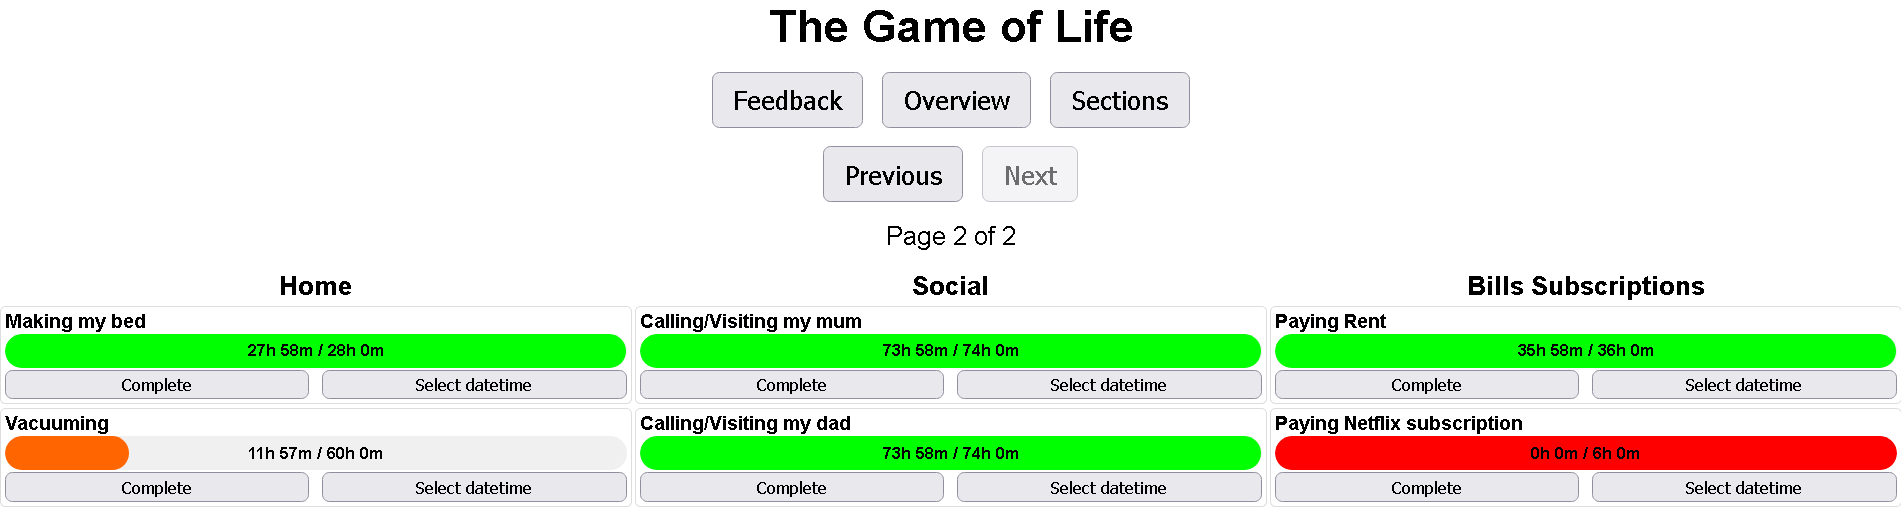 The Game of Life
Feedback Overview Sections
Previous Next
Page 2 of 2
Home
Making my bed
27h 58m / 28h 0m
Complete Select datetime
Vacuuming
11h 57m / 60h 0m
Complete Select datetime
Social
Calling/Visiting my mum
73h 58m / 74h 0m
Complete Select datetime
Calling/Visiting my dad
73h 58m / 74h 0m
Complete Select datetime
Bills Subscriptions
Paying Rent
35h 58m / 36h 0m
Complete Select datetime
Paying Netflix subscription
0h 0m / 6h 0m
Complete Select datetime